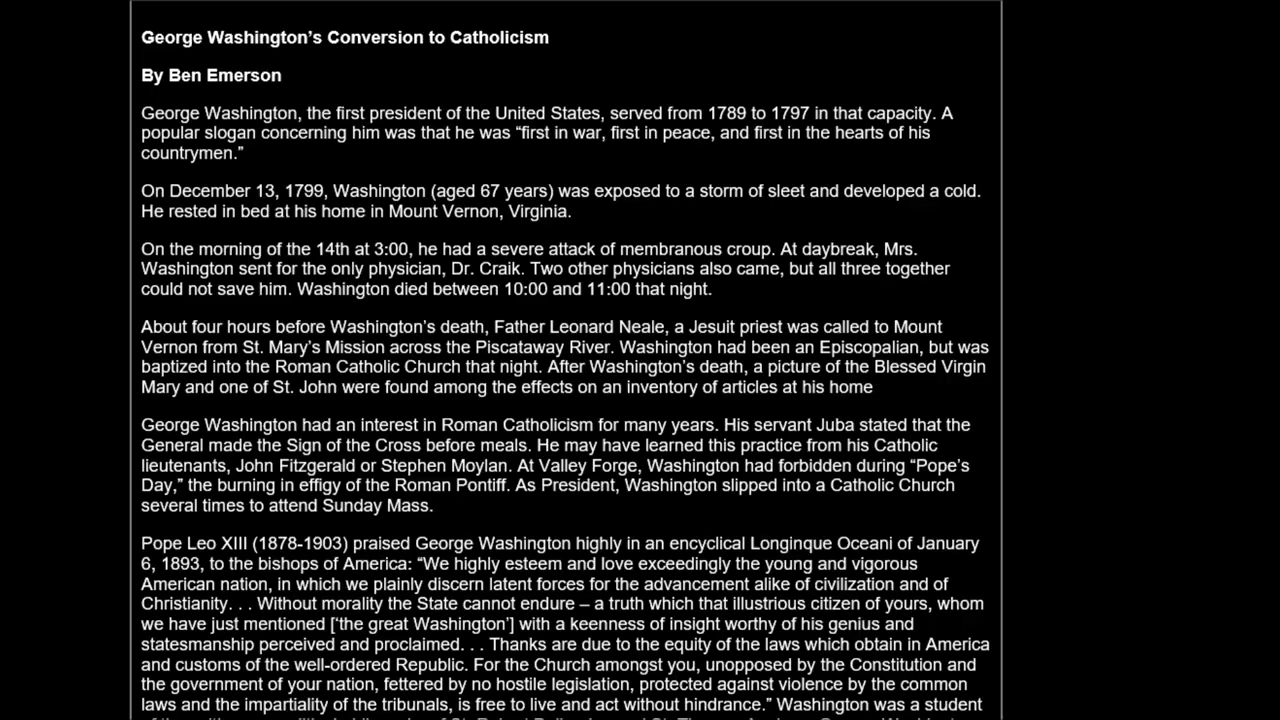 George Washington’s Conversion to Catholicism
By Ben Emerson
George Washington, the first president of the United States, served from 1789 to 1797 in that capacity. A
popular slogan concerning him was that he was “first in war, first in peace, and first in the hearts of his
countrymen.”
On December 13, 1799, Washington (aged 67 years) was exposed to a storm of sleet and developed a cold.
He rested in bed at his home in Mount Vernon, Virginia.
On the morning of the 14th at 3:00, he had a severe attack of membranous croup. At daybreak, Mrs.
Washington sent for the only physician, Dr. Craik. Two other physicians also came, but all three together
could not save him. Washington died between 10:00 and 11:00 that night.
About four hours before Washington’s death, Father Leonard Neale, a Jesuit priest was called to Mount
Vernon from St. Mary’s Mission across the Piscataway River. Washington had been an Episcopalian, but was
baptized into the Roman Catholic Church that night. After Washington’s death, a picture of the Blessed Virgin
Mary and one of St. John were found among the effects on an inventory of articles at his home
George Washington had an interest in Roman Catholicism for many years. His servant Juba stated that the
General made the Sign of the Cross before meals. He may have learned this practice from his Catholic
lieutenants, John Fitzgerald or Stephen Moylan. At Valley Forge, Washington had forbidden during “Pope’s
Day,” the burning in effigy of the Roman Pontiff. As President, Washington slipped into a Catholic Church
several times to attend Sunday Mass.
Pope Leo XIII (1878-1903) praised George Washington highly in an encyclical Longinque Oceani of January
6, 1893, to the bishops of America: “We highly esteem and love exceedingly the young and vigorous
American nation, in which we plainly discern latent forces for the advancement alike of civilization and of
Christianity. . . Without morality the State cannot endure – a truth which that illustrious citizen of yours, whom
we have just mentioned [‘the great Washington’] with a keenness of insight worthy of his genius and
statesmanship perceived and proclaimed. . . Thanks are due to the equity of the laws which obtain in America
and customs of the well-ordered Republic. For the Church amongst you, unopposed by the Constitution and
the government of your nation, fettered by no hostile legislation, protected against violence by the common
laws and the impartiality of the tribunals, is free to live and act without hindrance.” Washington was a student